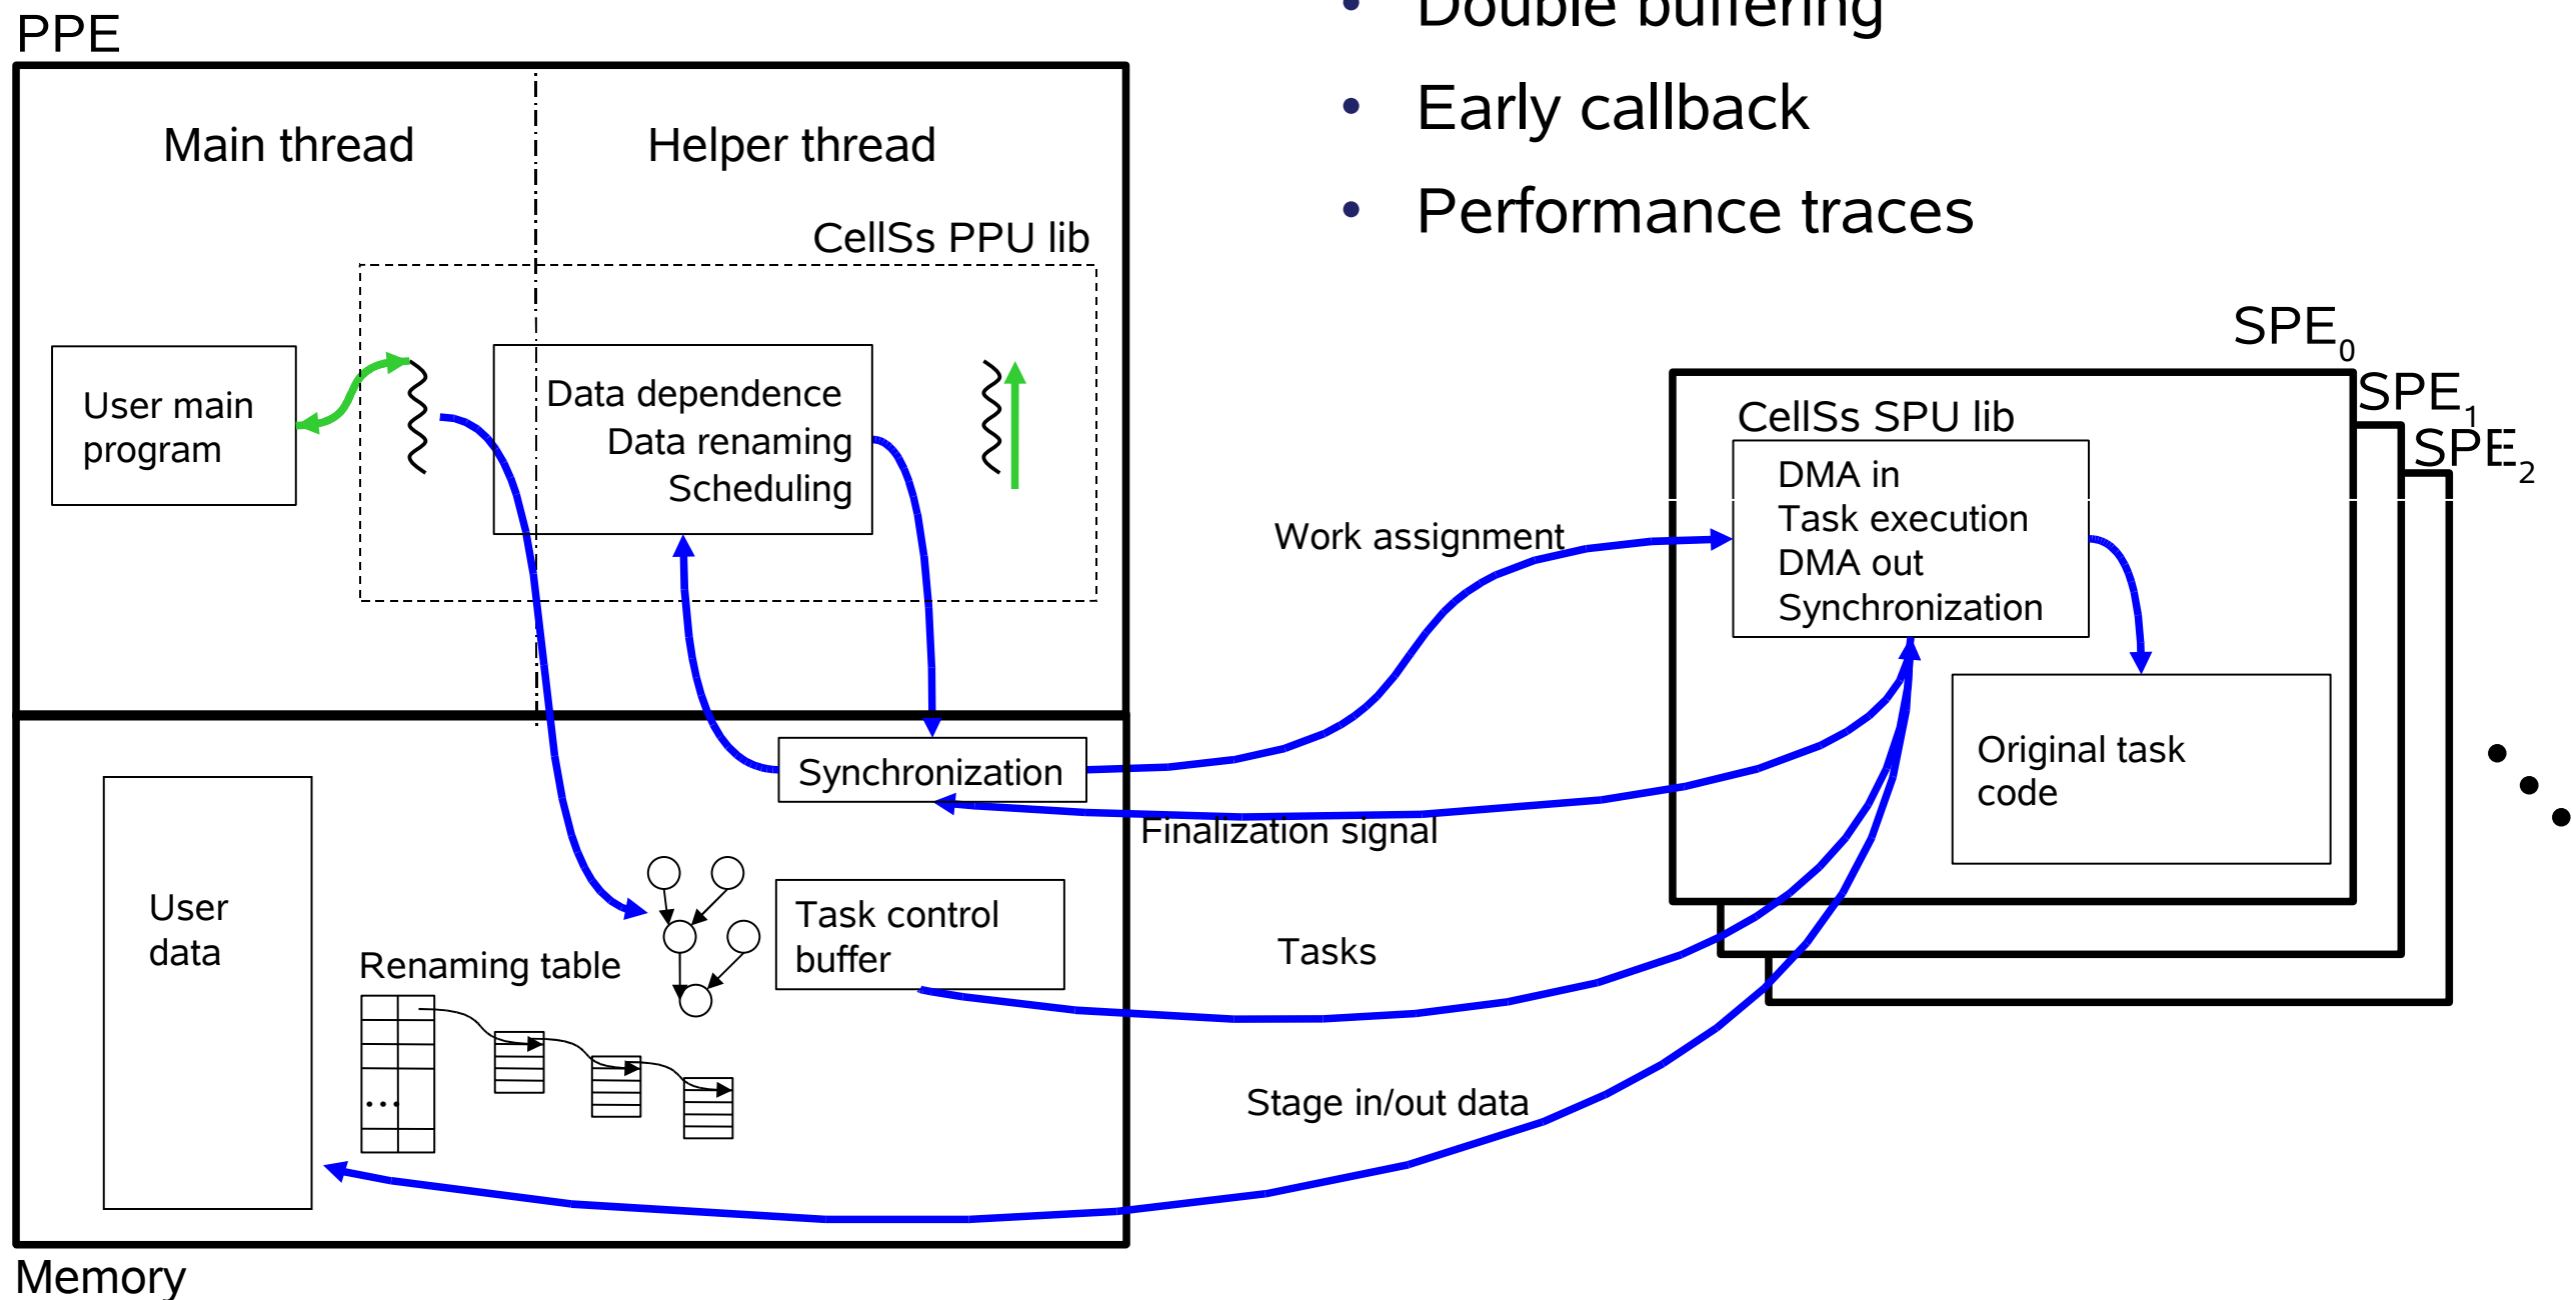 PPE
• Double buffering
• Early callback
• Performance traces
Main thread
Helper thread
CellSs PPU lib
User main
program
Data dependence
Data renaming
Scheduling
SPE0
SPE1
SPE2
CellSs SPU lib
DMA in
Task execution
DMA out
Synchronization
Work assignment
Original task
code
Synchronization
Finalization signal
User
data
Renaming table
...
Task control
buffer
Tasks
Stage in/out data
Memory